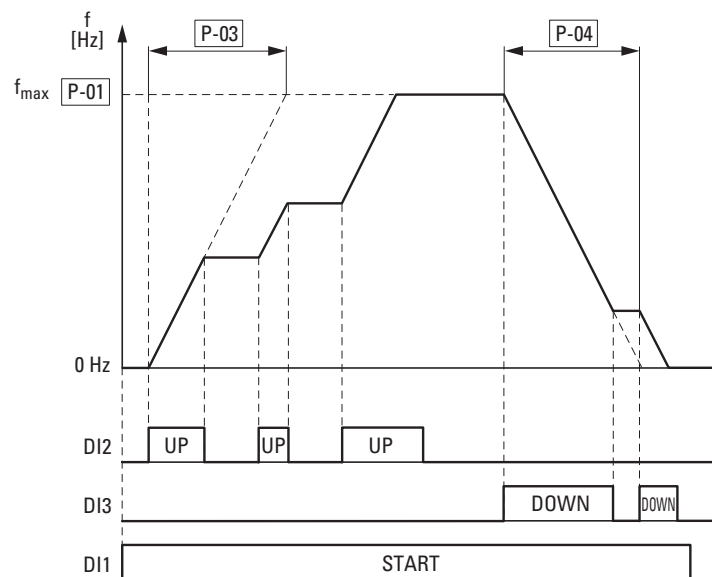 f
[Hz]
P-03
P-04
fmax P-01
0 Hz
DI2 UP UP UP
DI3 DOWN DOWN
DI1 START